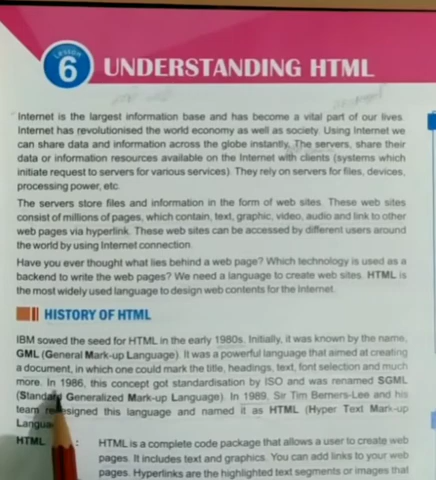 LESSON
6
UNDERSTANDING HTML
Internet is the largest information base and has become a vital part of our lives.
Internet has revolutionised the world economy as well as society. Using Internet we
can share data and information across the globe instantly. The servers, share their
data or information resources available on the Internet with clients (systems which
initiate request to servers for various services). They rely on servers for files, devices,
processing power, etc.
The servers store files and information in the form of web sites. These web sites
consist of millions of pages, which contain, text, graphic, video, audio and link to other
web pages via hyperlink. These web sites can be accessed by different users around
the world by using Internet connection.
Have you ever thought what lies behind a web page? Which technology is used as a
backend to write the web pages? We need a language to create web sites. HTML is
the most widely used language to design web contents for the Internet.
HISTORY OF HTML
IBM sowed the seed for HTML in the early 1980s. Initially, it was known by the name,
GML (General Mark-up Language). It was a powerful language that aimed at creating
a document, in which one could mark the title, headings, text, font selection and much
more. In 1986, this concept got standardisation by ISO and was renamed SGML
(Standard Generalized Mark-up Language). In 1989, Sir Tim Berners-Lee and his
team redesigned this language and named it as HTML (Hyper Text Mark-up
HTML : HTML is a complete code package that allows a user to create web
pages. It includes text and graphics. You can add links to your web
pages. Hyperlinks are the highlighted text segments or images that